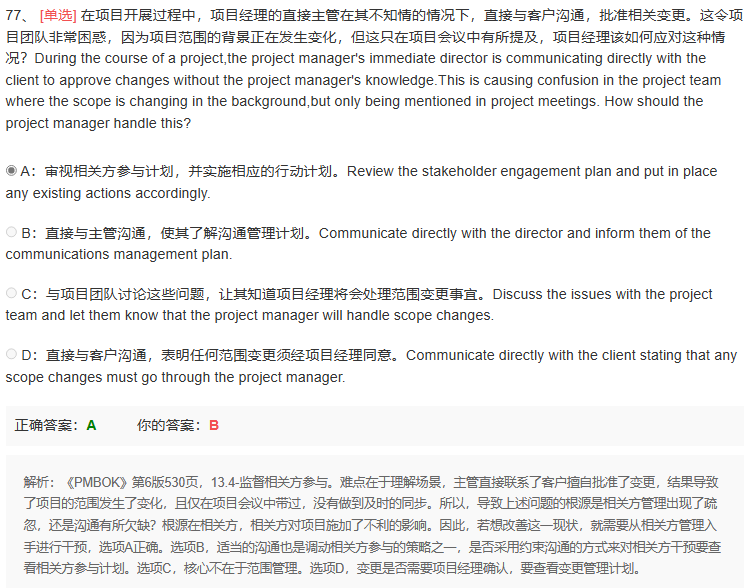 77、 [单选] 在项目开展过程中，项目经理的直接主管在其不知情的情况下，直接与客户沟通，批准相关变更。这令项
目团队非常困惑，因为项目范围的背景正在发生变化，但这只在项目会议中有所提及，项目经理该如何应对这种情
况？During the course of a project,the project manager's immediate director is communicating directly with the
client to approve changes without the project manager's knowledge.This is causing confusion in the project team
where the scope is changing in the background,but only being mentioned in project meetings. How should the
project manager handle this?
A：审视相关方参与计划，并实施相应的行动计划。Review the stakeholder engagement plan and put in place
any existing actions accordingly.
B：直接与主管沟通，使其了解沟通管理计划。Communicate directly with the director and inform them of the
communications management plan.
C：与项目团队讨论这些问题，让其知道项目经理将会处理范围变更事宜。Discuss the issues with the project
team and let them know that the project manager will handle scope changes.
D：直接与客户沟通，表明任何范围变更须经项目经理同意。Communicate directly with the client stating that any
scope changes must go through the project manager.
正确答案：A 你的答案：B
解析：《PMBOK》第6版530页，13.4-监督相关方参与。难点在于理解场景，主管直接联系了客户擅自批准了变更，结果导致
了项目的范围发生了变化，且仅在项目会议中带过，没有做到及时的同步。所以，导致上述问题的根源是相关方管理出现了疏
忽，还是沟通有所欠缺？根源在相关方，相关方对项目施加了不利的影响。因此，若想改善这一现状，就需要从相关方管理入
手进行干预，选项A正确。选项B，适当的沟通也是调动相关方参与的策略之一，是否采用约束沟通的方式来对相关方干预要查
看相关方参与计划。选项C，核心不在于范围管理。选项D，变更是否需要项目经理确认，要查看变更管理计划。